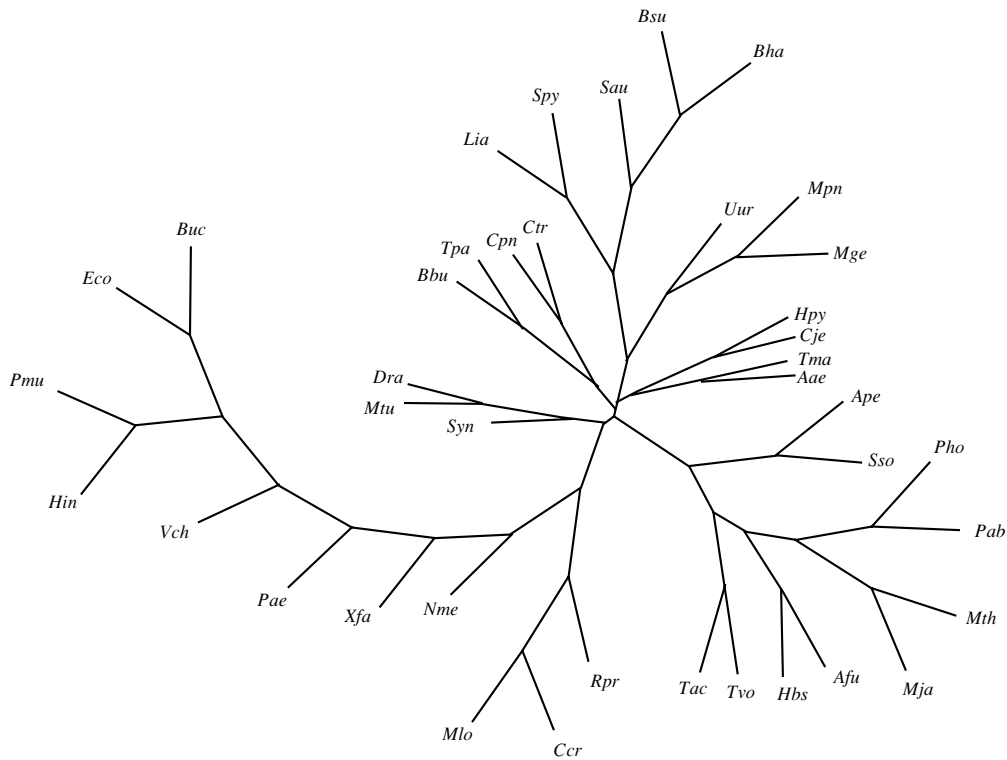 Bsu
Bha
Sau
Spy
Lia
Mpn
Uur
Buc
Ctr
Cpn
Tpa
Mge
Bbu
Eco
Hpy
Cje
Tma
Aae
Dra
Pmu
Mtu
Ape
Syn
Pho
Sso
Hin
Vch
Pab
Pae
Nme
Xfa
Mth
Rpr
Afu
Tac
Tvo
Hbs
Mja
Mlo
Ccr